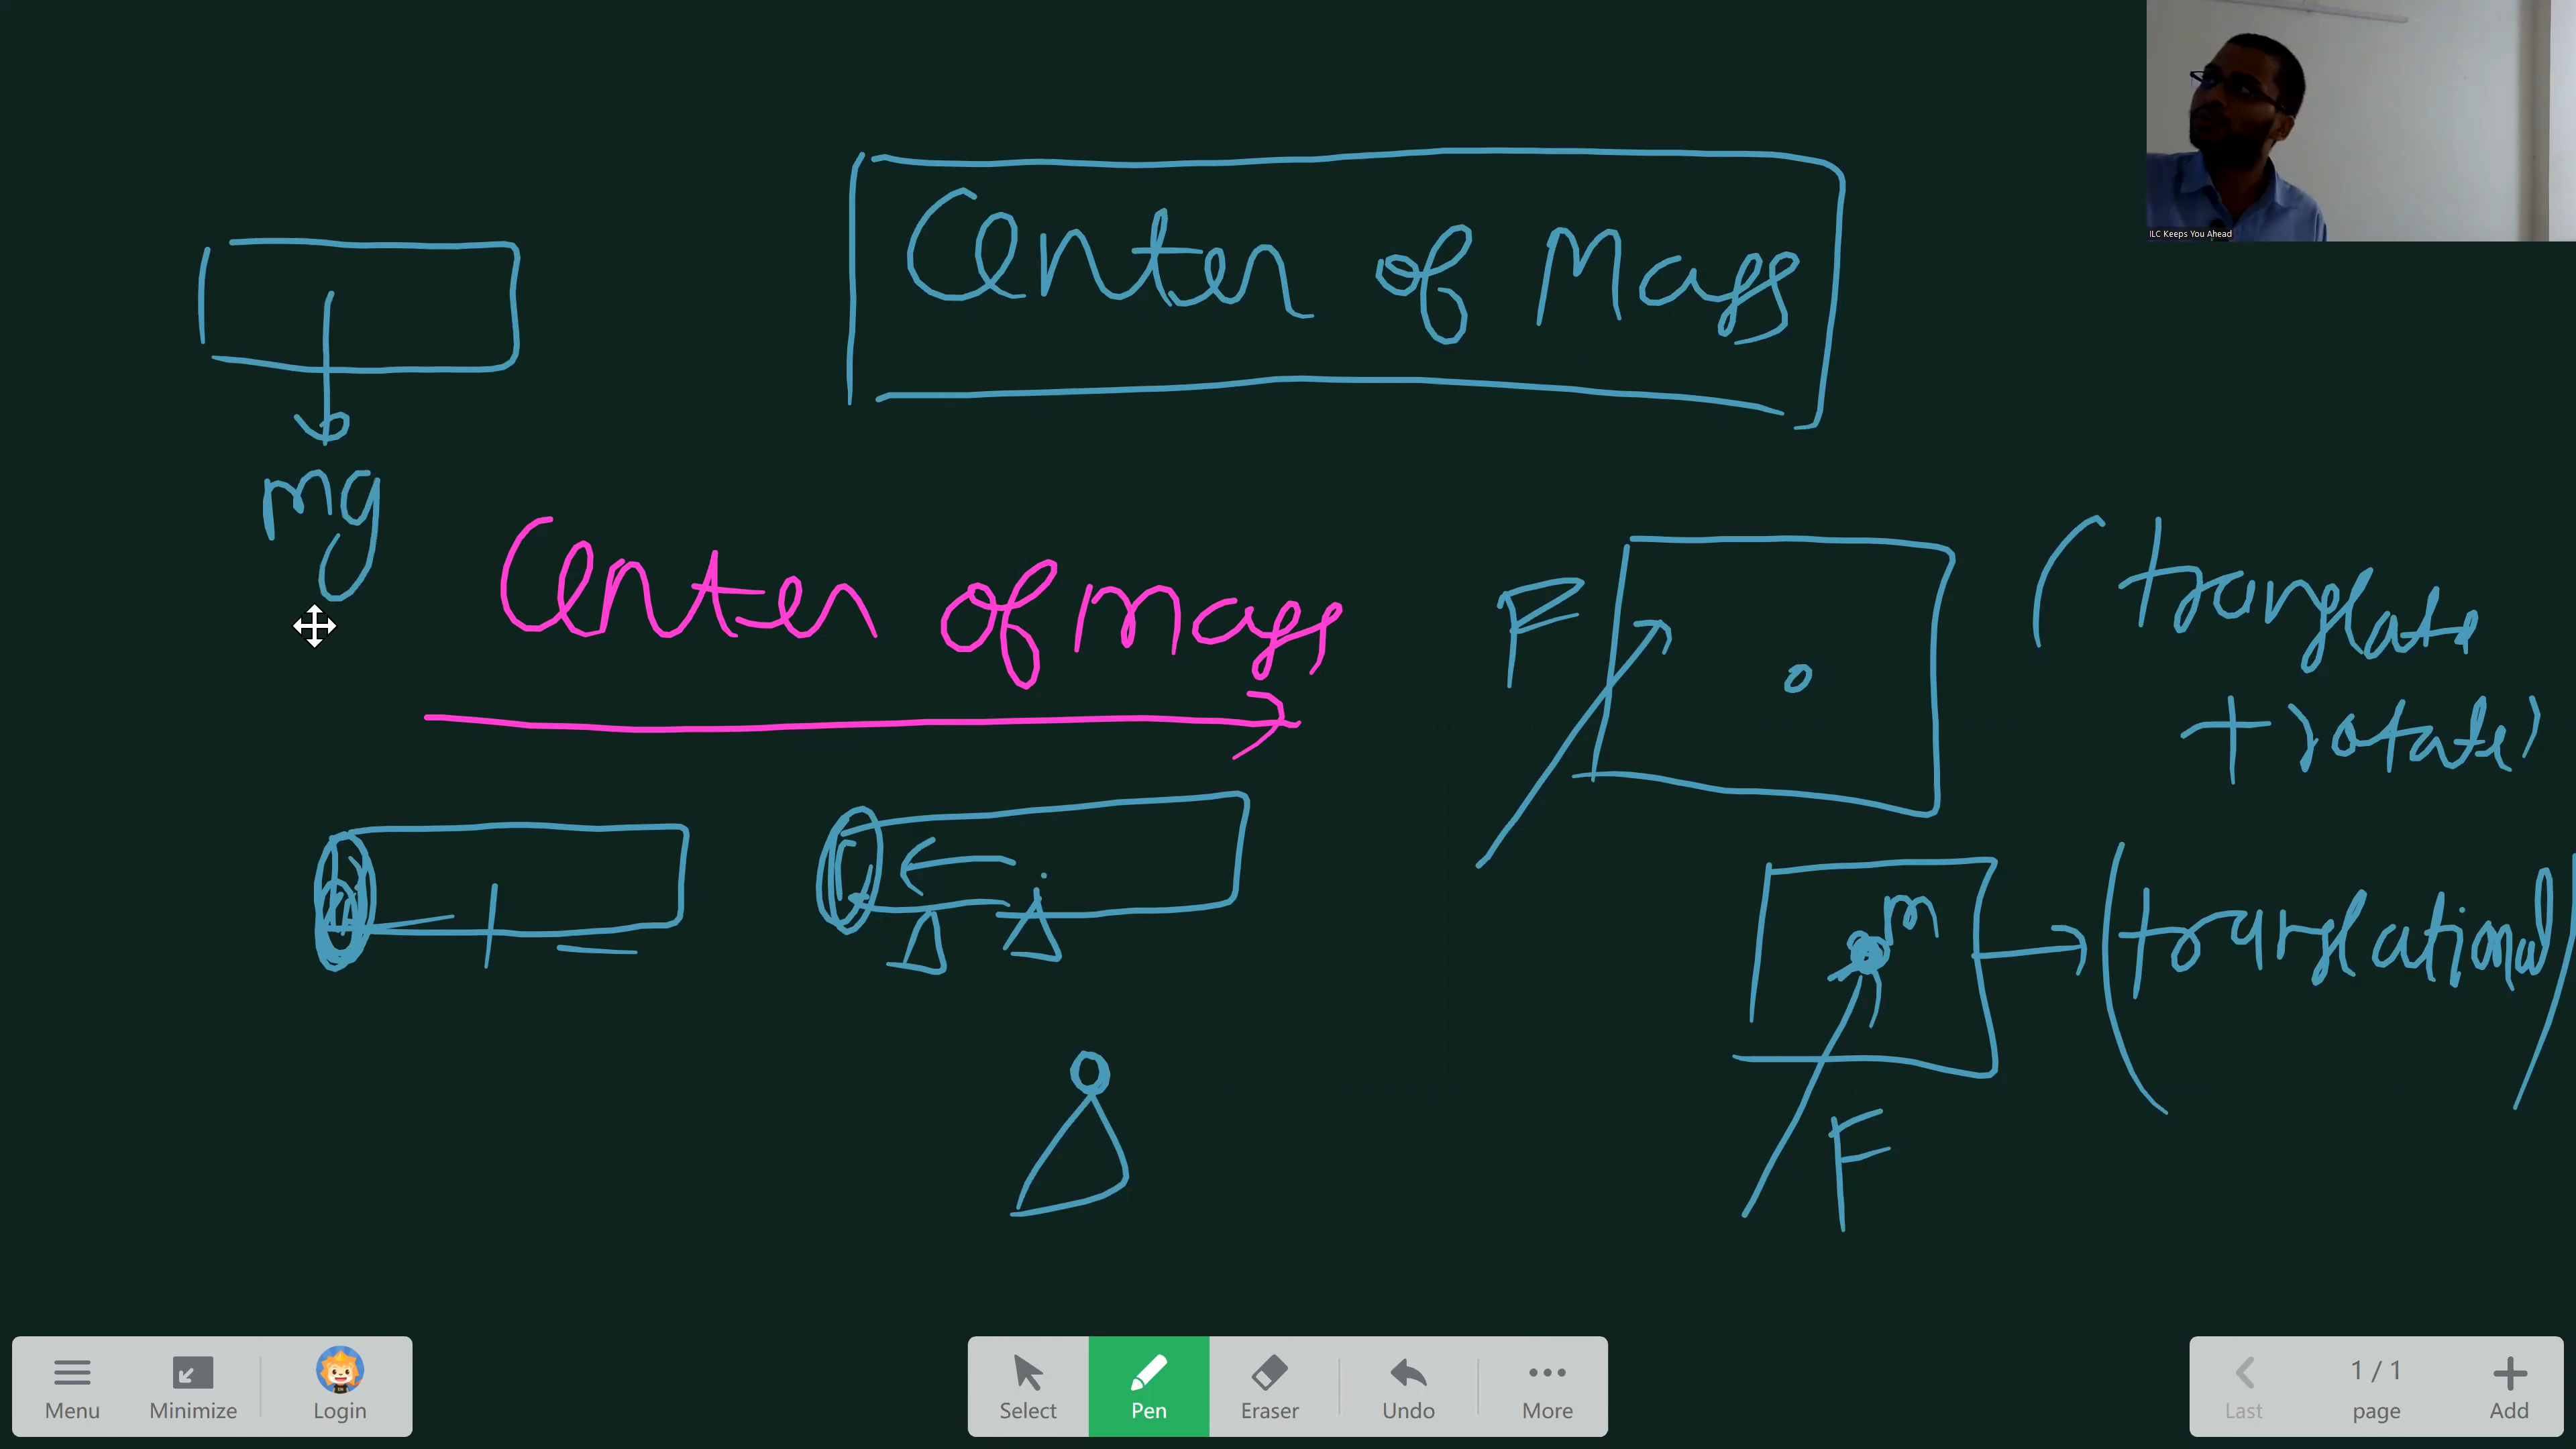 ILC Keeps You Ahead
Center of Mass
mg
Center of mass
F
(translate
+ rotate)
m
(translational)
F
Menu
Minimize
Login
Select
Pen
Eraser
Undo
More
Last
1 / 1
page
Add